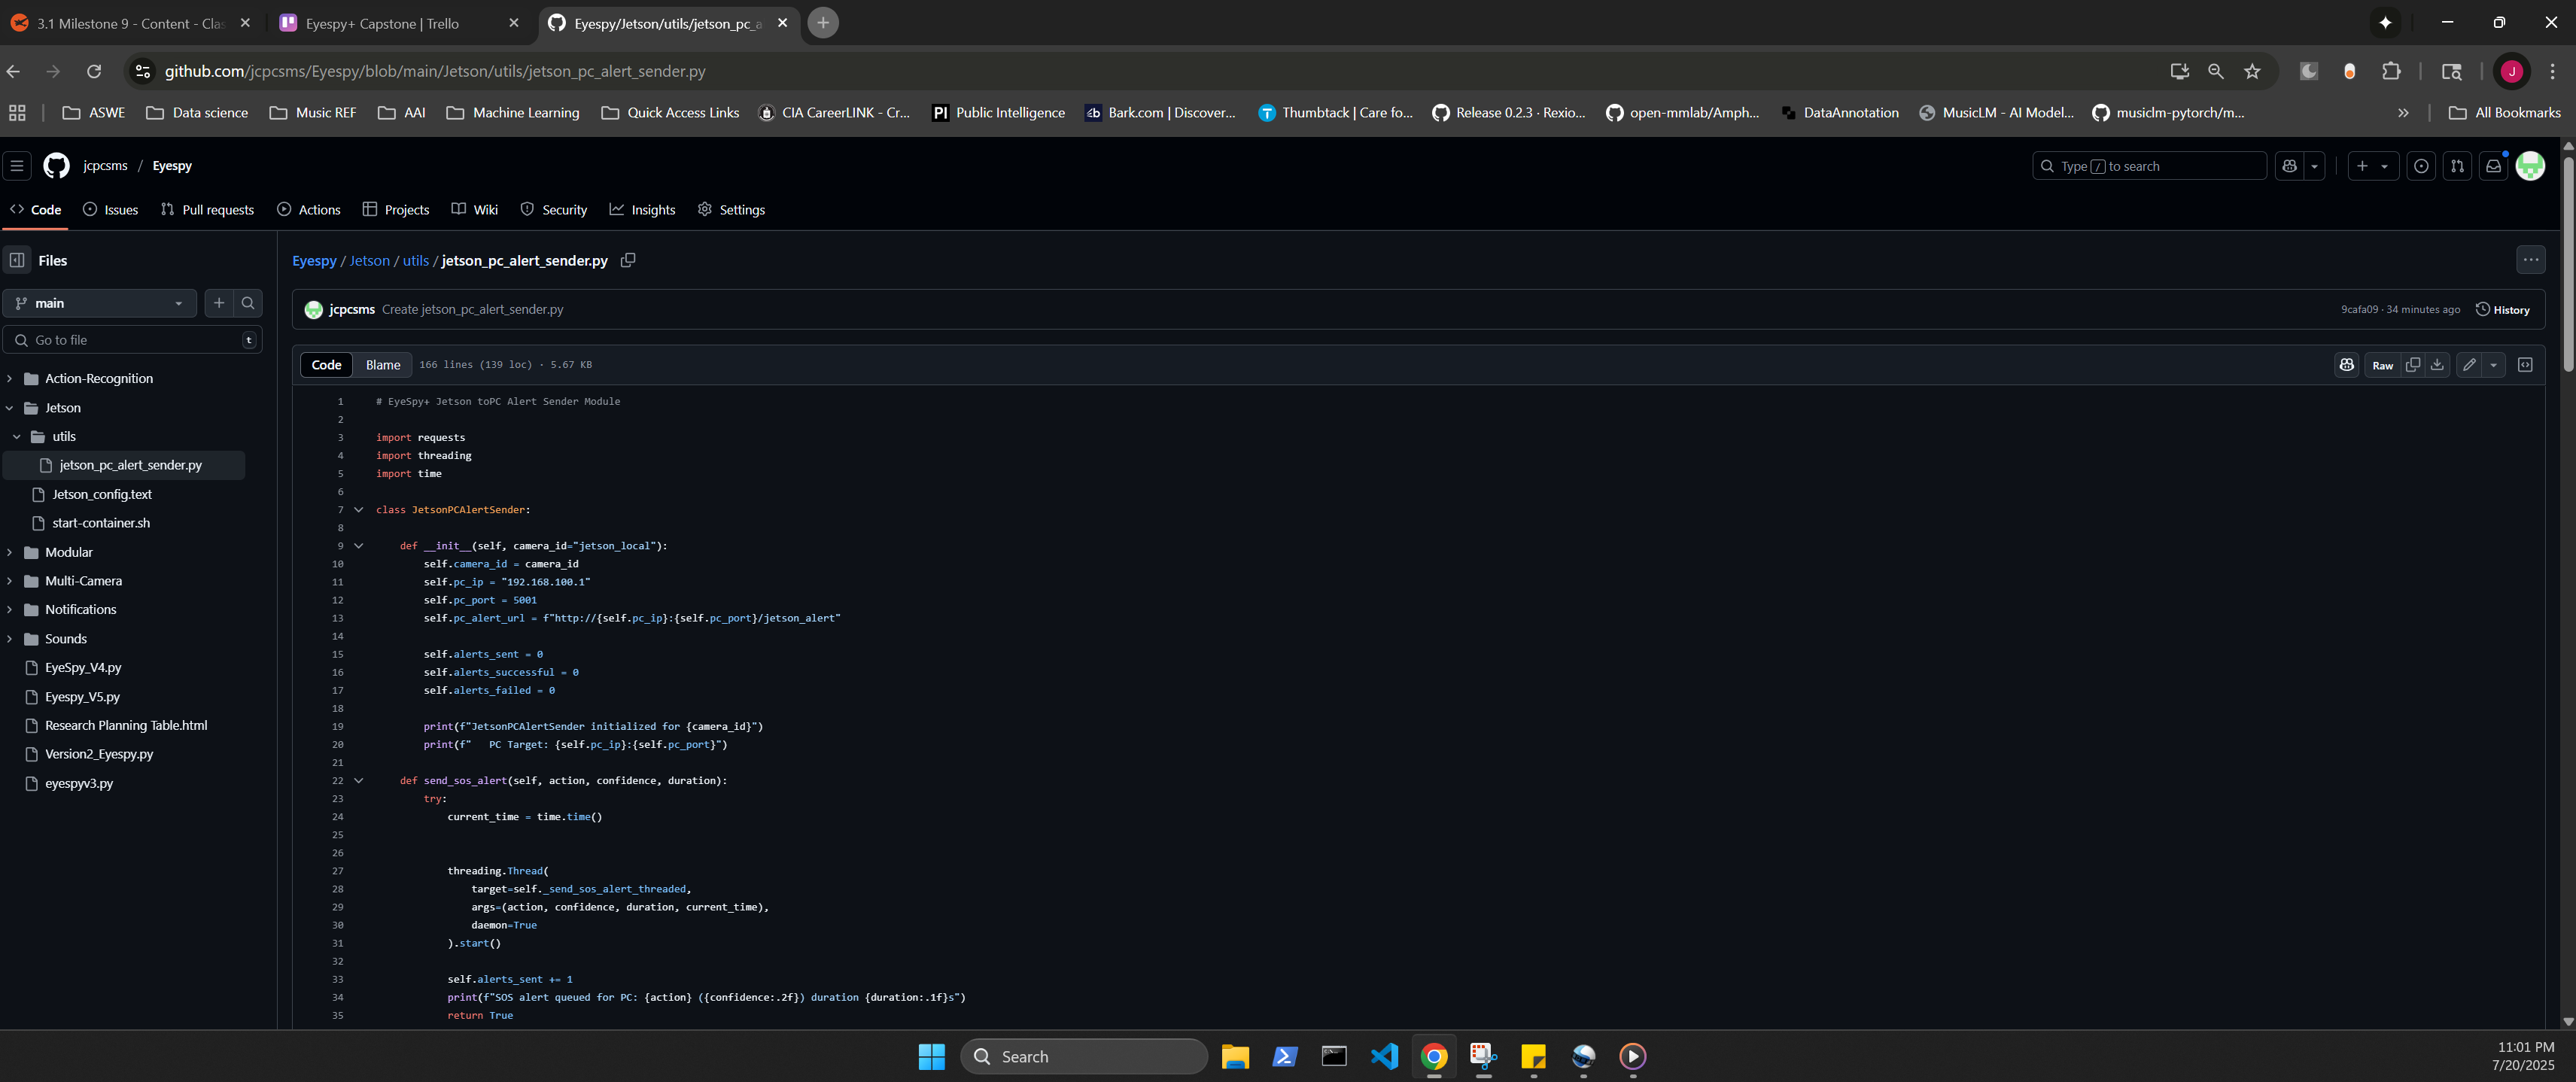 3.1 Milestone 9 - Content - Clas
Eyespy+ Capstone | Trello
Eyespy/Jetson/utils/jetson_pc_a
github.com/jcpcsms/Eyespy/blob/main/Jetson/utils/jetson_pc_alert_sender.py
J
ASWE
Data science
Music REF
AAI
Machine Learning
Quick Access Links
CIA CareerLINK - Cr...
PI Public Intelligence
Bark.com | Discover...
Thumbtack | Care fo...
Release 0.2.3 · Rexio...
open-mmlab/Amph...
DataAnnotation
MusicLM - AI Model...
musiclm-pytorch/m...
»
All Bookmarks
jcpcsms / Eyespy
Type / to search
Code
Issues
Pull requests
Actions
Projects
Wiki
Security
Insights
Settings
Files
main
Go to file
t
Action-Recognition
Jetson
utils
jetson_pc_alert_sender.py
Jetson_config.text
start-container.sh
Modular
Multi-Camera
Notifications
Sounds
EyeSpy_V4.py
Eyespy_V5.py
Research Planning Table.html
Version2_Eyespy.py
eyespyv3.py
Eyespy / Jetson / utils / jetson_pc_alert_sender.py
jcpcsms Create jetson_pc_alert_sender.py
9cafa09 · 34 minutes ago
History
Code
Blame
166 lines (139 loc) · 5.67 KB
Raw
1 # EyeSpy+ Jetson toPC Alert Sender Module
2
3 import requests
4 import threading
5 import time
6
7 class JetsonPCAlertSender:
8
9 def __init__(self, camera_id="jetson_local"):
10 self.camera_id = camera_id
11 self.pc_ip = "192.168.100.1"
12 self.pc_port = 5001
13 self.pc_alert_url = f"http://{self.pc_ip}:{self.pc_port}/jetson_alert"
14
15 self.alerts_sent = 0
16 self.alerts_successful = 0
17 self.alerts_failed = 0
18
19 print(f"JetsonPCAlertSender initialized for {camera_id}")
20 print(f"   PC Target: {self.pc_ip}:{self.pc_port}")
21
22 def send_sos_alert(self, action, confidence, duration):
23 try:
24 current_time = time.time()
25
26
27 threading.Thread(
28 target=self._send_sos_alert_threaded,
29 args=(action, confidence, duration, current_time),
30 daemon=True
31 ).start()
32
33 self.alerts_sent += 1
34 print(f"SOS alert queued for PC: {action} ({confidence:.2f}) duration {duration:.1f}s")
35 return True
Search
11:01 PM
7/20/2025